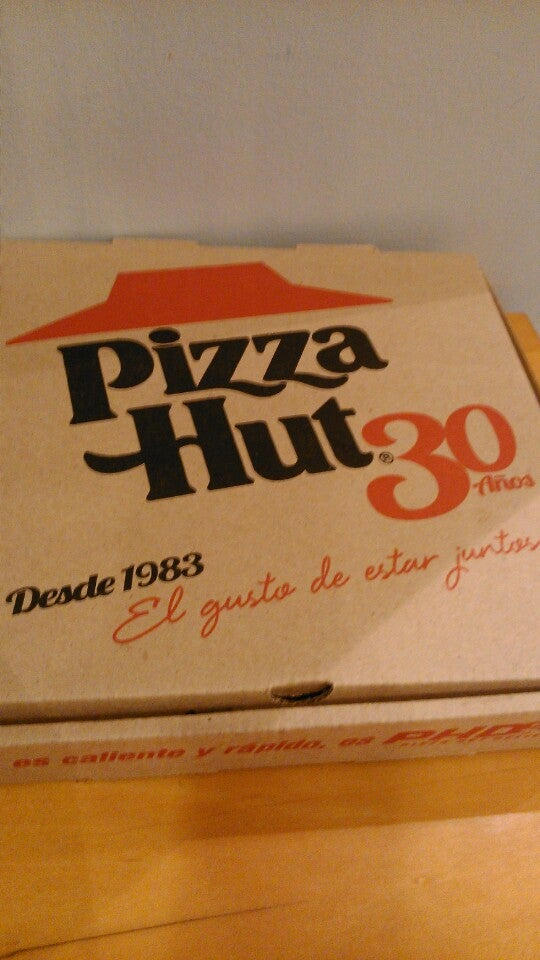 Pizza
Hut® 30
Años
Desde 1983
El gusto de estar juntos
es caliente y rápido, es PHD